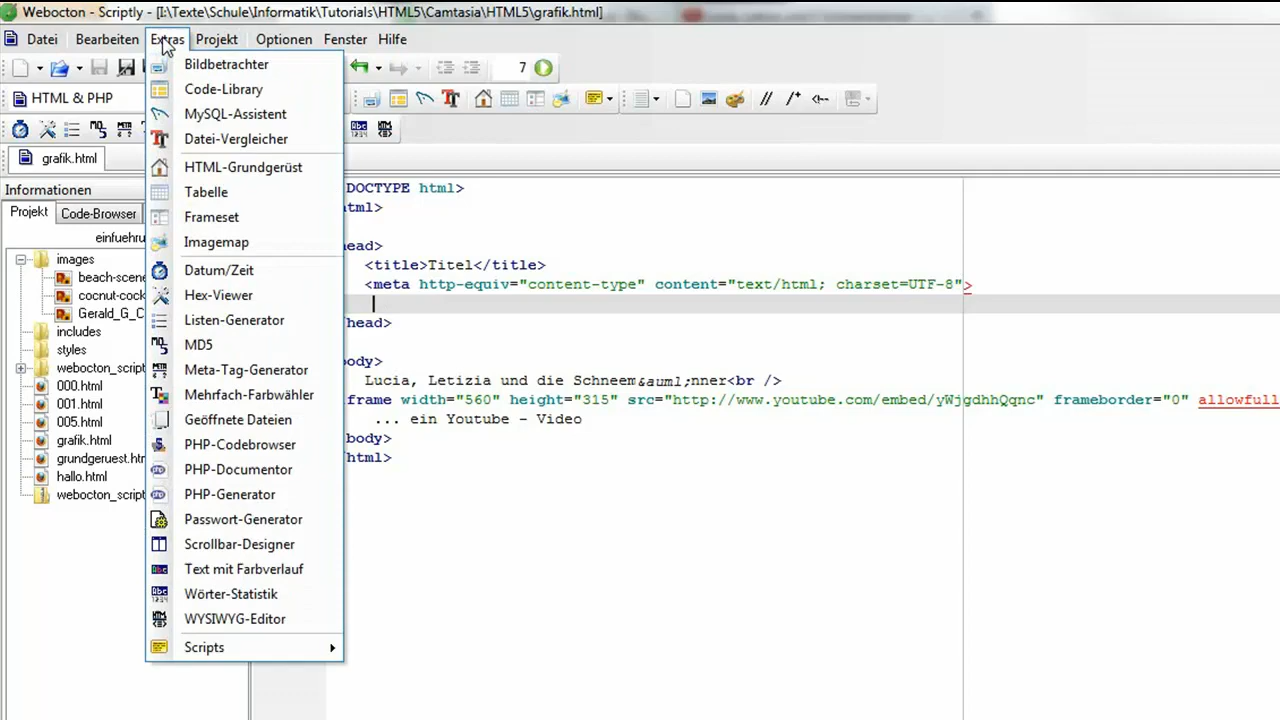 Webocton - Scriptly - [I:\Texte\Schule\Informatik\Tutorials\HTML5\Camtasia\HTML5\grafik.html]
Datei Bearbeiten Extras Projekt Optionen Fenster Hilfe
7
HTML & PHP
grafik.html
Informationen
Projekt Code-Browser
einfuehru
images
beach-scene
cocnut-cock
Gerald_G_C
includes
styles
webocton_script
000.html
001.html
005.html
grafik.html
grundgeruest.htm
hallo.html
webocton_script
Bildbetrachter
Code-Library
MySQL-Assistent
Datei-Vergleicher
HTML-Grundgerüst
Tabelle
Frameset
Imagemap
Datum/Zeit
Hex-Viewer
Listen-Generator
MD5
Meta-Tag-Generator
Mehrfach-Farbwähler
Geöffnete Dateien
PHP-Codebrowser
PHP-Documentor
PHP-Generator
Passwort-Generator
Scrollbar-Designer
Text mit Farbverlauf
Wörter-Statistik
WYSIWYG-Editor
Scripts
DOCTYPE html>
html>
head>
<title>Titel</title>
<meta http-equiv="content-type" content="text/html; charset=UTF-8">
head>
body>
Lucia, Letizia und die Schneem&auml;nner<br />
frame width="560" height="315" src="http://www.youtube.com/embed/yWjgdhhQqnc" frameborder="0" allowfull
... ein Youtube - Video
body>
html>